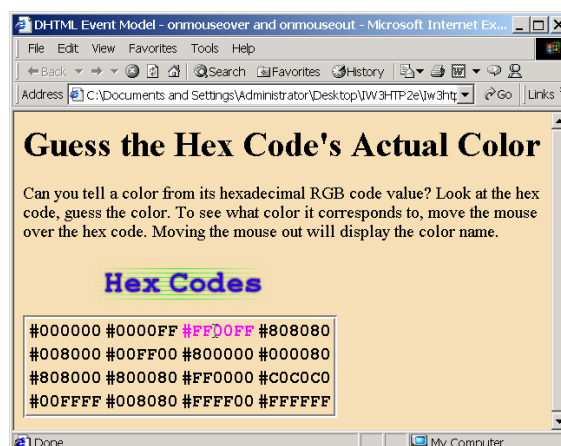 DHTML Event Model - onmouseover and onmouseout - Microsoft Internet Ex...
File Edit View Favorites Tools Help
Back Search Favorites History
Address C:\Documents and Settings\Administrator\Desktop\IW3HTP2e\Iw3htp Go Links
Guess the Hex Code's Actual Color
Can you tell a color from its hexadecimal RGB code value? Look at the hex
code, guess the color. To see what color it corresponds to, move the mouse
over the hex code. Moving the mouse out will display the color name.
Hex Codes
#000000 #0000FF #FF00FF #808080
#008000 #00FF00 #800000 #000080
#808000 #800080 #FF0000 #C0C0C0
#00FFFF #008080 #FFFF00 #FFFFFF
Done My Computer